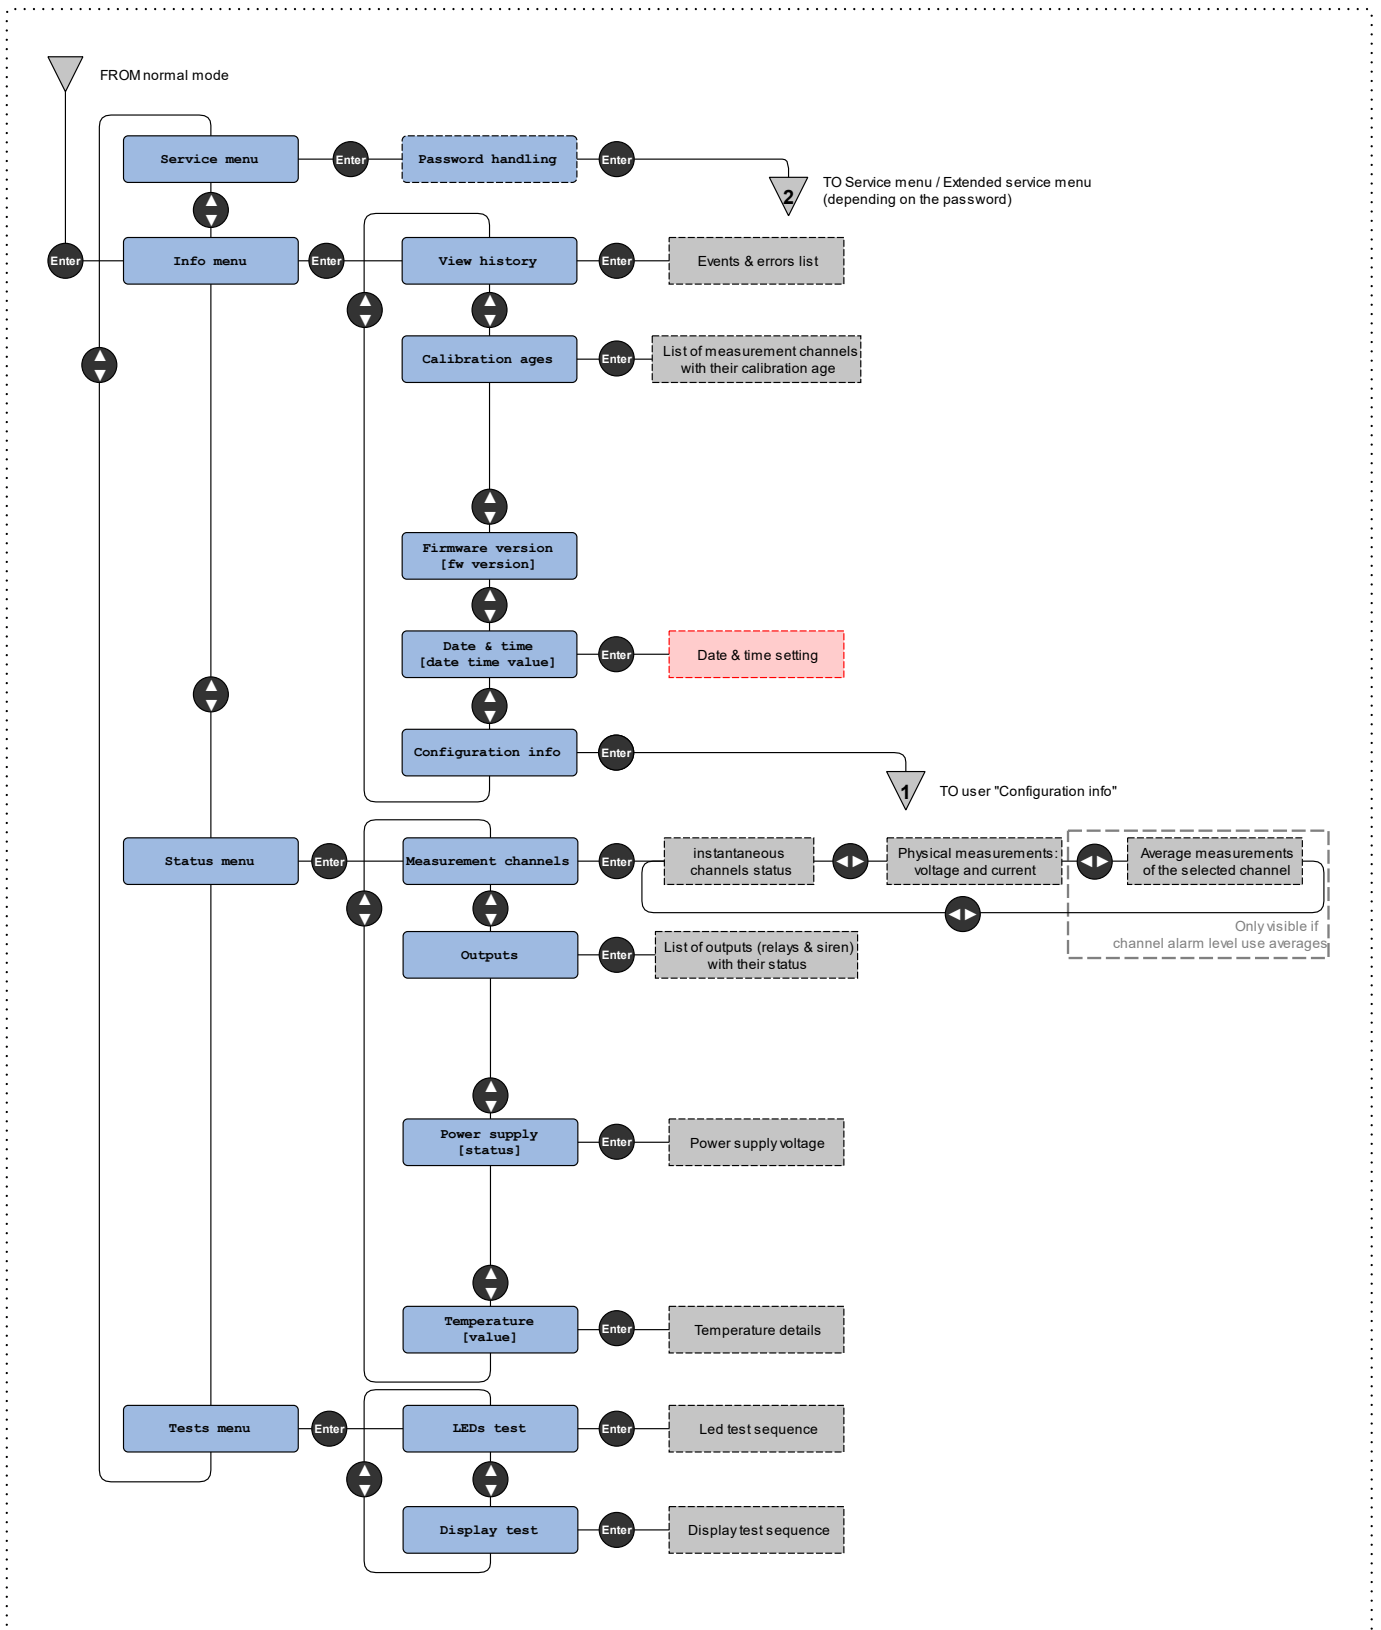 FROM normal mode
Service menu
Enter
Password handling
Enter
TO Service menu / Extended service menu
(depending on the password)
2
Enter
Info menu
Enter
View history
Enter
Events & errors list
Calibration ages
Enter
List of measurement channels
with their calibration age
Firmware version
[fw version]
Date & time
[date time value]
Enter
Date & time setting
Configuration info
Enter
1
TO user "Configuration info"
Status menu
Enter
Measurement channels
Enter
instantaneous
channels status
Physical measurements:
voltage and current
Average measurements
of the selected channel
Only visible if
channel alarm level use averages
Outputs
Enter
List of outputs (relays & siren)
with their status
Power supply
[status]
Enter
Power supply voltage
Temperature
[value]
Enter
Temperature details
Tests menu
Enter
LEDs test
Enter
Led test sequence
Display test
Enter
Display test sequence